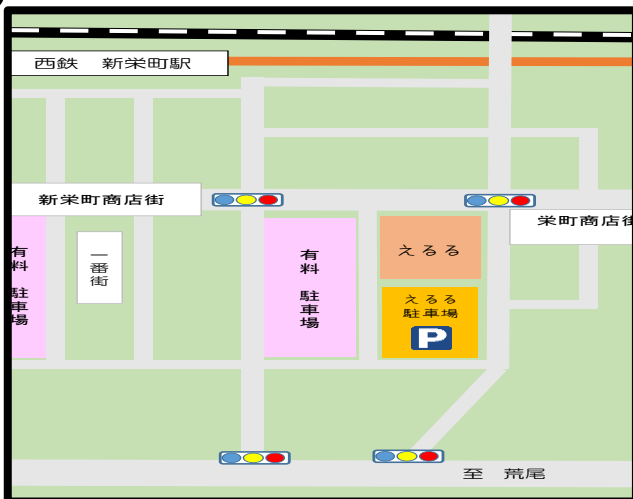 西鉄　新栄町駅
新栄町商店街
栄町商店街
有料　駐車場
一番街
有料　駐車場
えるる
えるる
駐車場
P
至　荒尾